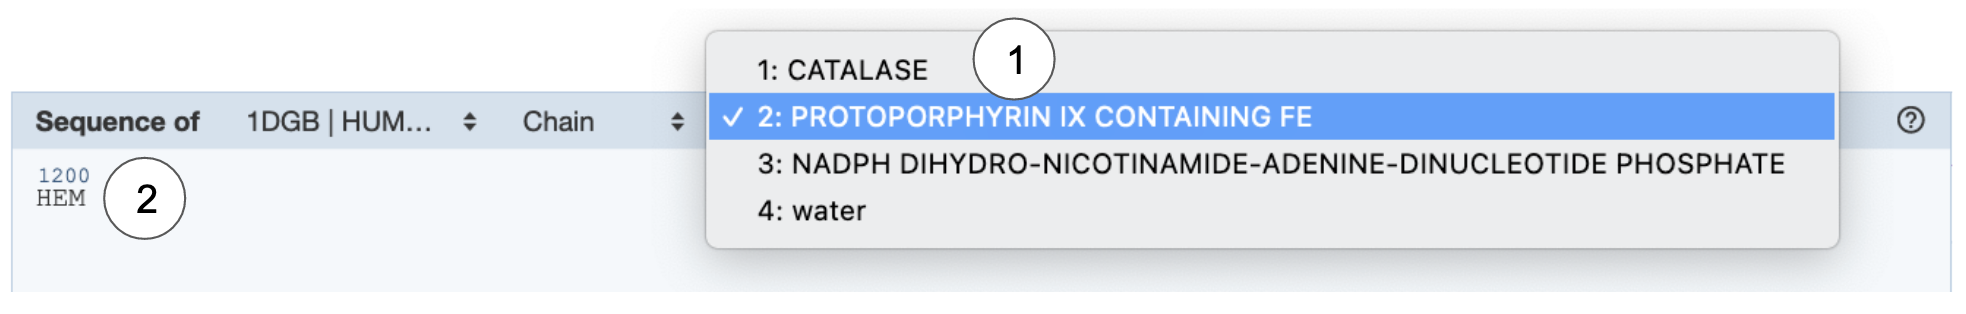 1: CATALASE
1
Sequence of 1DGB | HUM... Chain ✓ 2: PROTOPORPHYRIN IX CONTAINING FE ?
3: NADPH DIHYDRO-NICOTINAMIDE-ADENINE-DINUCLEOTIDE PHOSPHATE
4: water
1200
HEM
2